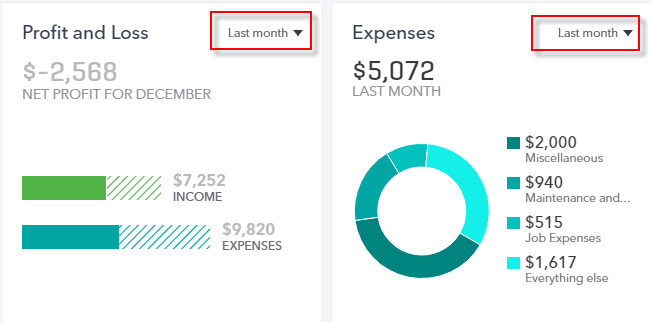 Profit and Loss
Last month
$-2,568
NET PROFIT FOR DECEMBER
$7,252
INCOME
$9,820
EXPENSES
Expenses
Last month
$5,072
LAST MONTH
$2,000
Miscellaneous
$940
Maintenance and...
$515
Job Expenses
$1,617
Everything else